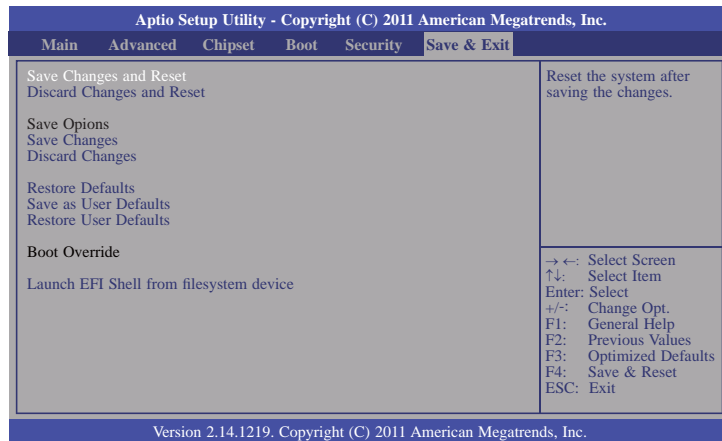 Aptio Setup Utility - Copyright (C) 2011 American Megatrends, Inc.
Main Advanced Chipset Boot Security Save & Exit
Save Changes and Reset
Discard Changes and Reset
Save Options
Save Changes
Discard Changes
Restore Defaults
Save as User Defaults
Restore User Defaults
Boot Override
Launch EFI Shell from filesystem device
Reset the system after
saving the changes.
→ ←: Select Screen
↑↓: Select Item
Enter: Select
+/-: Change Opt.
F1: General Help
F2: Previous Values
F3: Optimized Defaults
F4: Save & Reset
ESC: Exit
Version 2.14.1219. Copyright (C) 2011 American Megatrends, Inc.